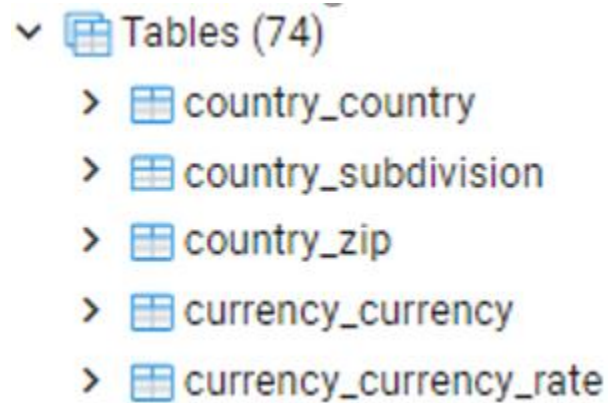 Tables (74)
country_country
country_subdivision
country_zip
currency_currency
currency_currency_rate